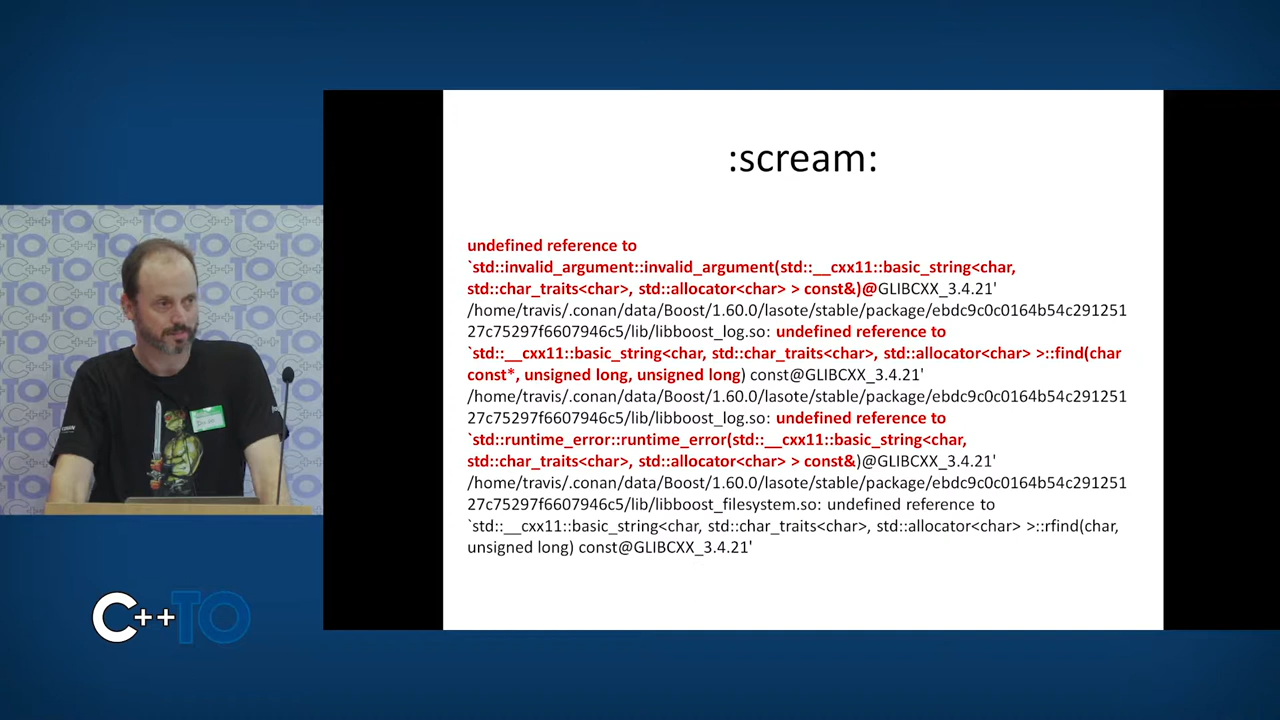 :scream:
undefined reference to
`std::invalid_argument::invalid_argument(std::__cxx11::basic_string<char,
std::char_traits<char>, std::allocator<char> > const&)@GLIBCXX_3.4.21'
/home/travis/.conan/data/Boost/1.60.0/lasote/stable/package/ebdc9c0c0164b54c291251
27c75297f6607946c5/lib/libboost_log.so: undefined reference to
`std::__cxx11::basic_string<char, std::char_traits<char>, std::allocator<char> >::find(char
const*, unsigned long, unsigned long) const@GLIBCXX_3.4.21'
/home/travis/.conan/data/Boost/1.60.0/lasote/stable/package/ebdc9c0c0164b54c291251
27c75297f6607946c5/lib/libboost_log.so: undefined reference to
`std::runtime_error::runtime_error(std::__cxx11::basic_string<char,
std::char_traits<char>, std::allocator<char> > const&)@GLIBCXX_3.4.21'
/home/travis/.conan/data/Boost/1.60.0/lasote/stable/package/ebdc9c0c0164b54c291251
27c75297f6607946c5/lib/libboost_filesystem.so: undefined reference to
`std::__cxx11::basic_string<char, std::char_traits<char>, std::allocator<char> >::rfind(char,
unsigned long) const@GLIBCXX_3.4.21'
C++TO